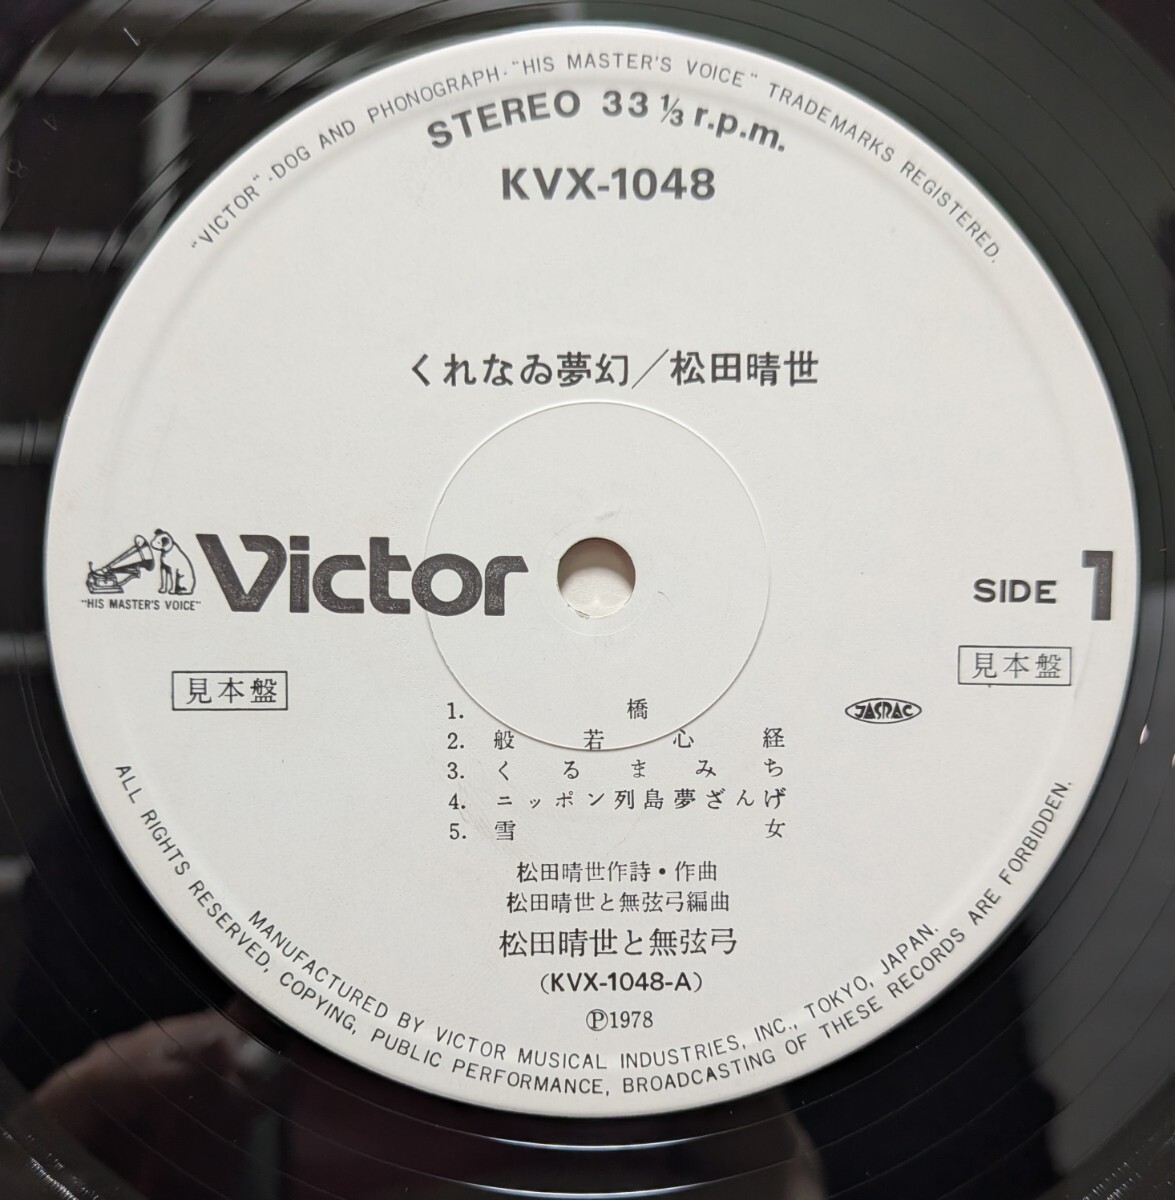 "VICTOR"-DOG AND PHONOGRAPH-"HIS MASTER'S VOICE" TRADEMARKS REGISTERED.
STEREO 33 1/3 r.p.m.
KVX-1048
くれなゐ夢幻/松田晴世
"HIS MASTER'S VOICE"
Victor
SIDE 1
見本盤
見本盤
1. 橋
JASRAC
2. 般若心経
3. くるまみち
4. ニッポン列島夢ざんげ
5. 雪女
松田晴世作詩・作曲
松田晴世と無弦弓編曲
松田晴世と無弦弓
(KVX-1048-A)
Ⓟ1978
MANUFACTURED BY VICTOR MUSICAL INDUSTRIES, INC., TOKYO, JAPAN.
ALL RIGHTS RESERVED, COPYING, PUBLIC PERFORMANCE, BROADCASTING OF THESE RECORDS ARE FORBIDDEN.